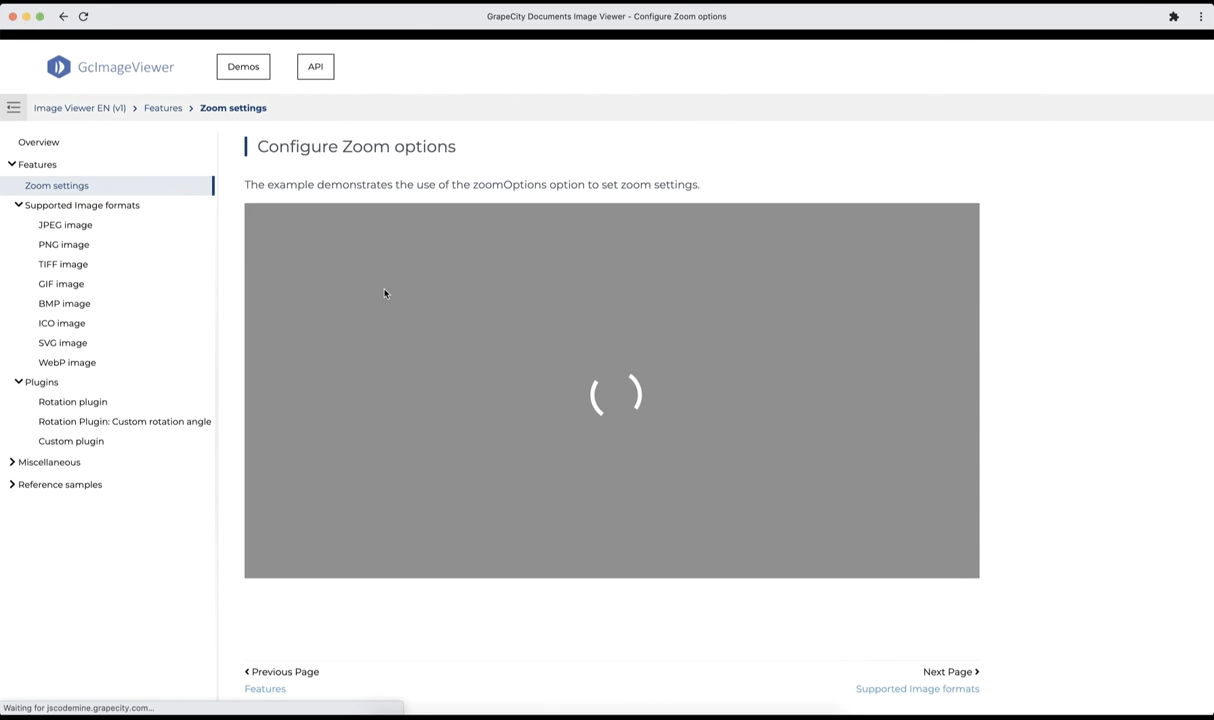 GrapeCity Documents Image Viewer - Configure Zoom options
GcImageViewer
Demos
API
Image Viewer EN (v1) > Features > Zoom settings
Overview
Features
Zoom settings
Supported Image formats
JPEG image
PNG image
TIFF image
GIF image
BMP image
ICO image
SVG image
WebP image
Plugins
Rotation plugin
Rotation Plugin: Custom rotation angle
Custom plugin
Miscellaneous
Reference samples
Configure Zoom options
The example demonstrates the use of the zoomOptions option to set zoom settings.
Previous Page
Features
Next Page
Supported Image formats
Waiting for jscodemine.grapecity.com...